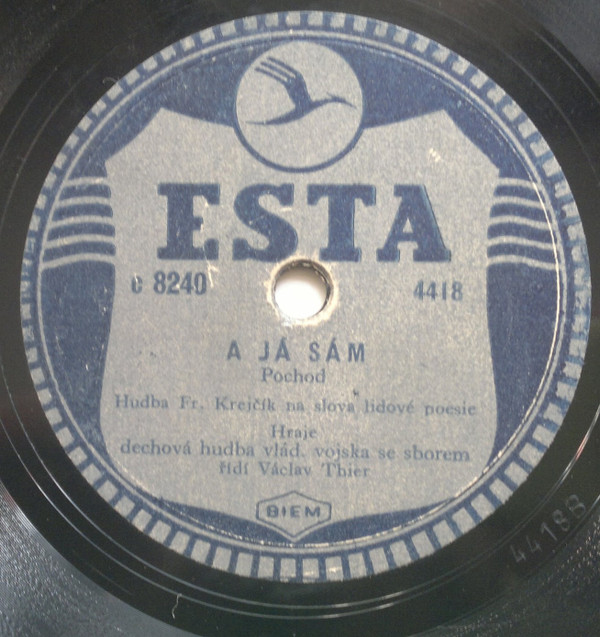 ESTA
c 8240 4418
A JÁ SÁM
Pochod
Hudba Fr. Krejčík na slova lidové poesie
Hraje
dechová hudba vlád. vojska se sborem
řídí Václav Thier
BIEM
4418B